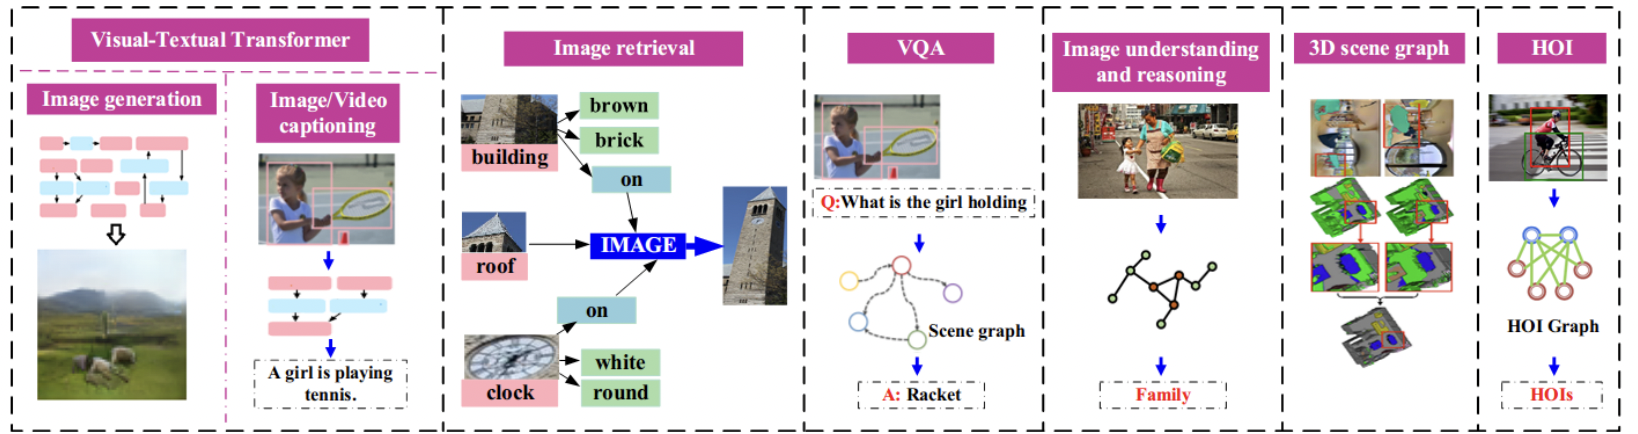 Visual-Textual Transformer
Image generation
Image/Video
captioning
A girl is playing
tennis.
Image retrieval
building
brown
brick
on
roof
IMAGE
on
clock
white
round
VQA
Q:What is the girl holding
Scene graph
A: Racket
Image understanding
and reasoning
Family
3D scene graph
HOI
HOI Graph
HOIs